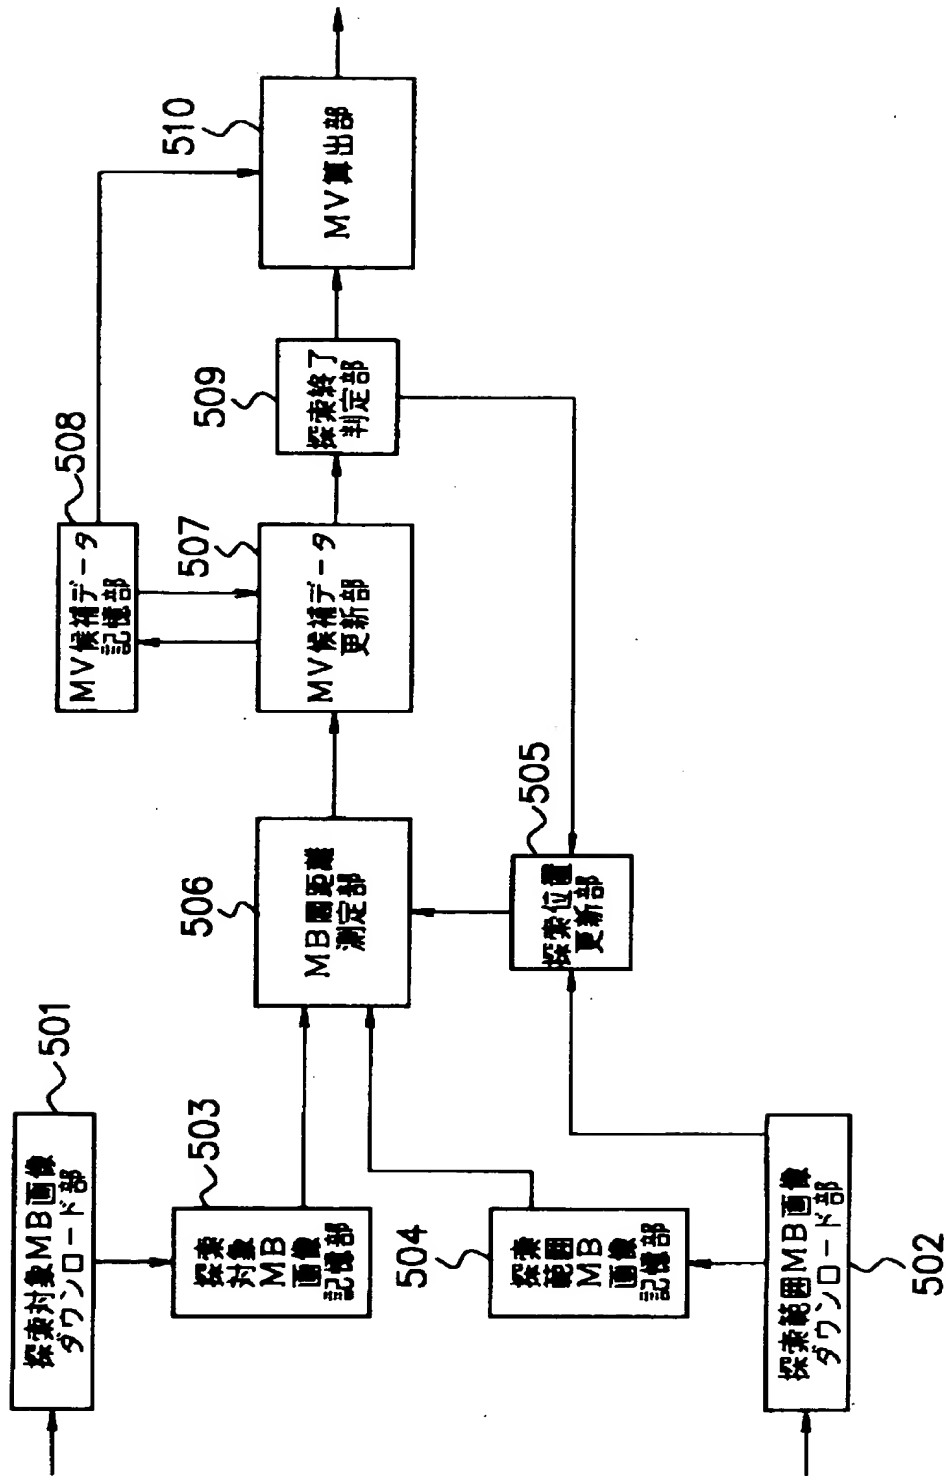 501
探索対象MB画像
ダウンロード部
503
探索
対象
MB
画像
記憶部
504
探索
範囲
MB
画像
記憶部
探索範囲MB画像
ダウンロード部
502
506
MB間距離
測定部
505
探索位置
更新部
508
MV候補データ
記憶部
507
MV候補データ
更新部
509
探索終了
判定部
510
MV算出部